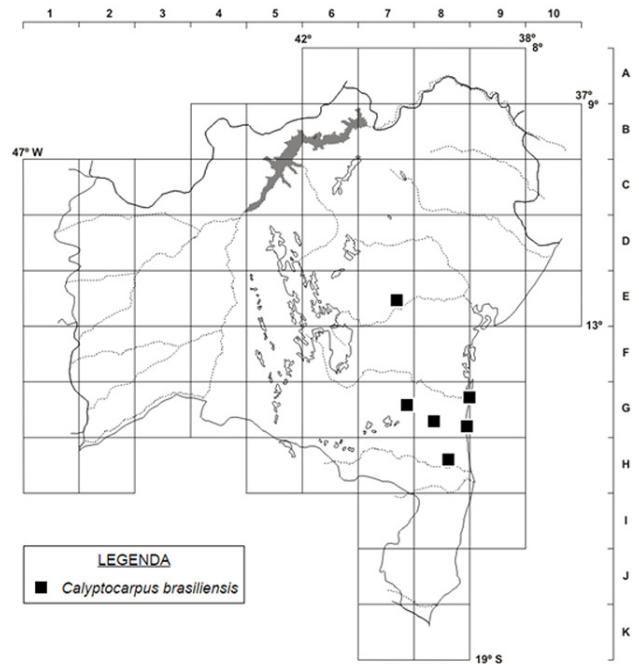 1 2 3 4 5 6 7 8 9 10
42° 38°
8°
A
37°
9°
B
47° W
C
D
E
13°
F
G
H
I
LEGENDA
Calyptocarpus brasiliensis
J
K
19° S